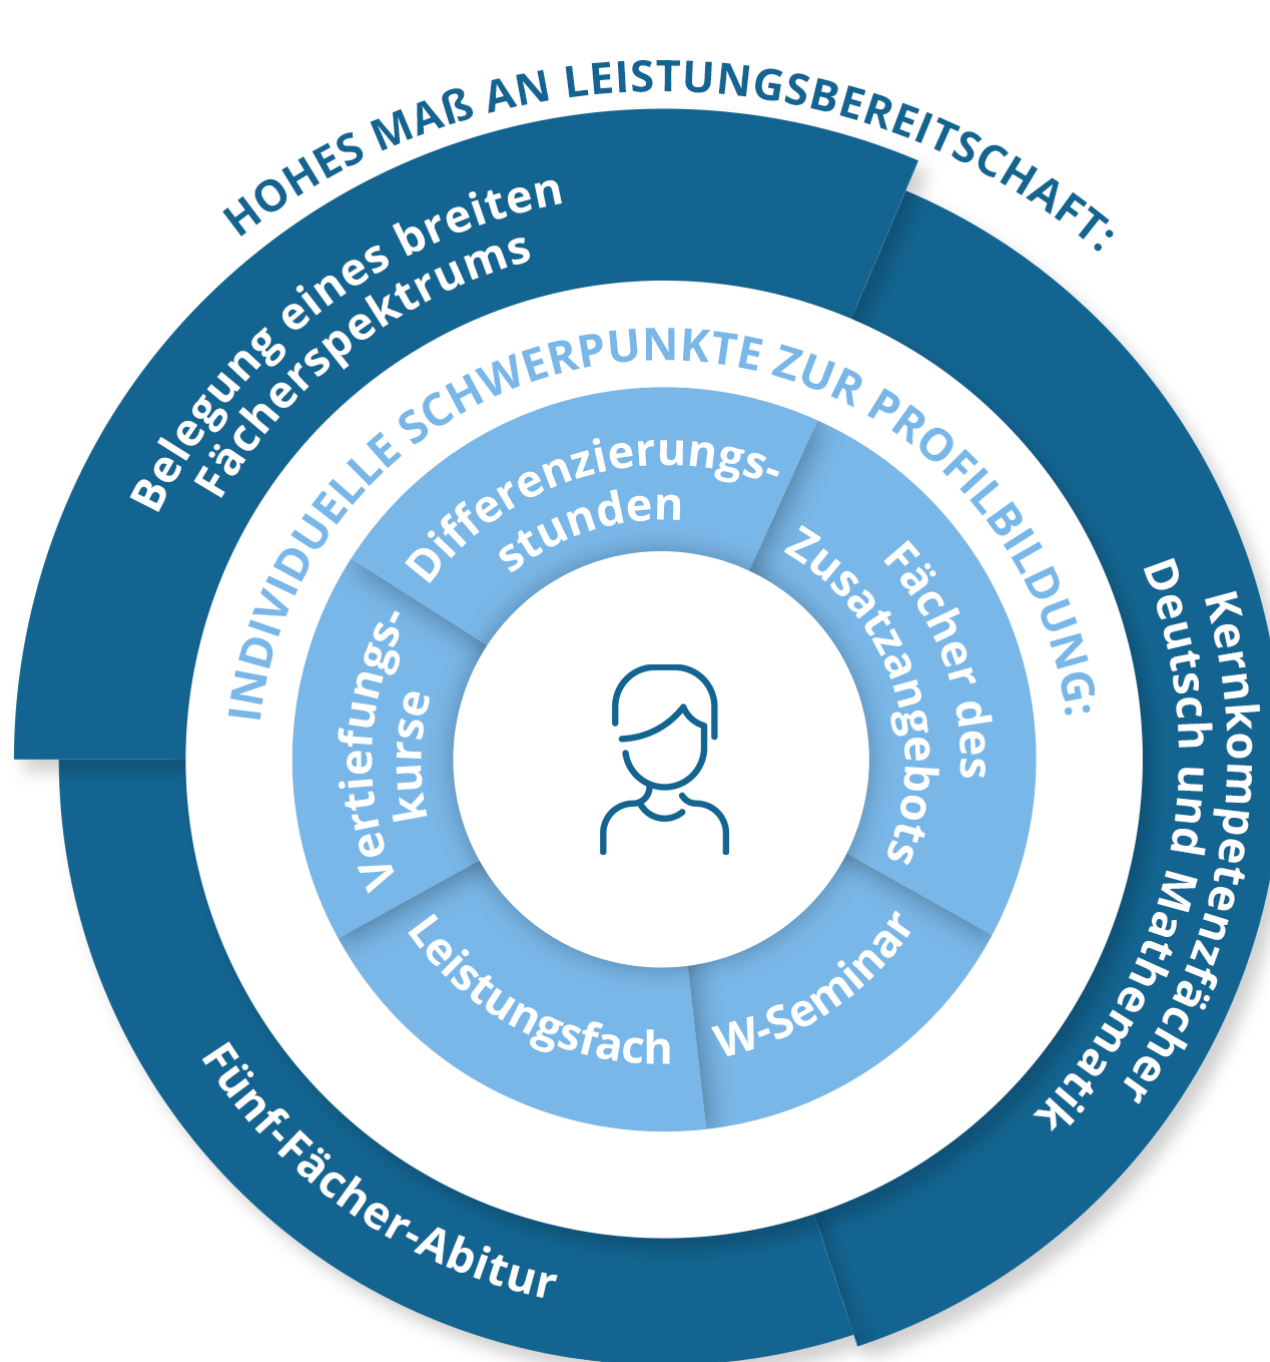 HOHES MAß AN LEISTUNGSBEREITSCHAFT:
Belegung eines breiten
Fächerspektrums
Kernkompetenzfächer
Deutsch und Mathematik
Fünf-Fächer-Abitur
INDIVIDUELLE SCHWERPUNKTE ZUR PROFILBILDUNG:
Differenzierungs-
stunden
Fächer des
Zusatzangebots
W-Seminar
Leistungsfach
Vertiefungs-
kurse